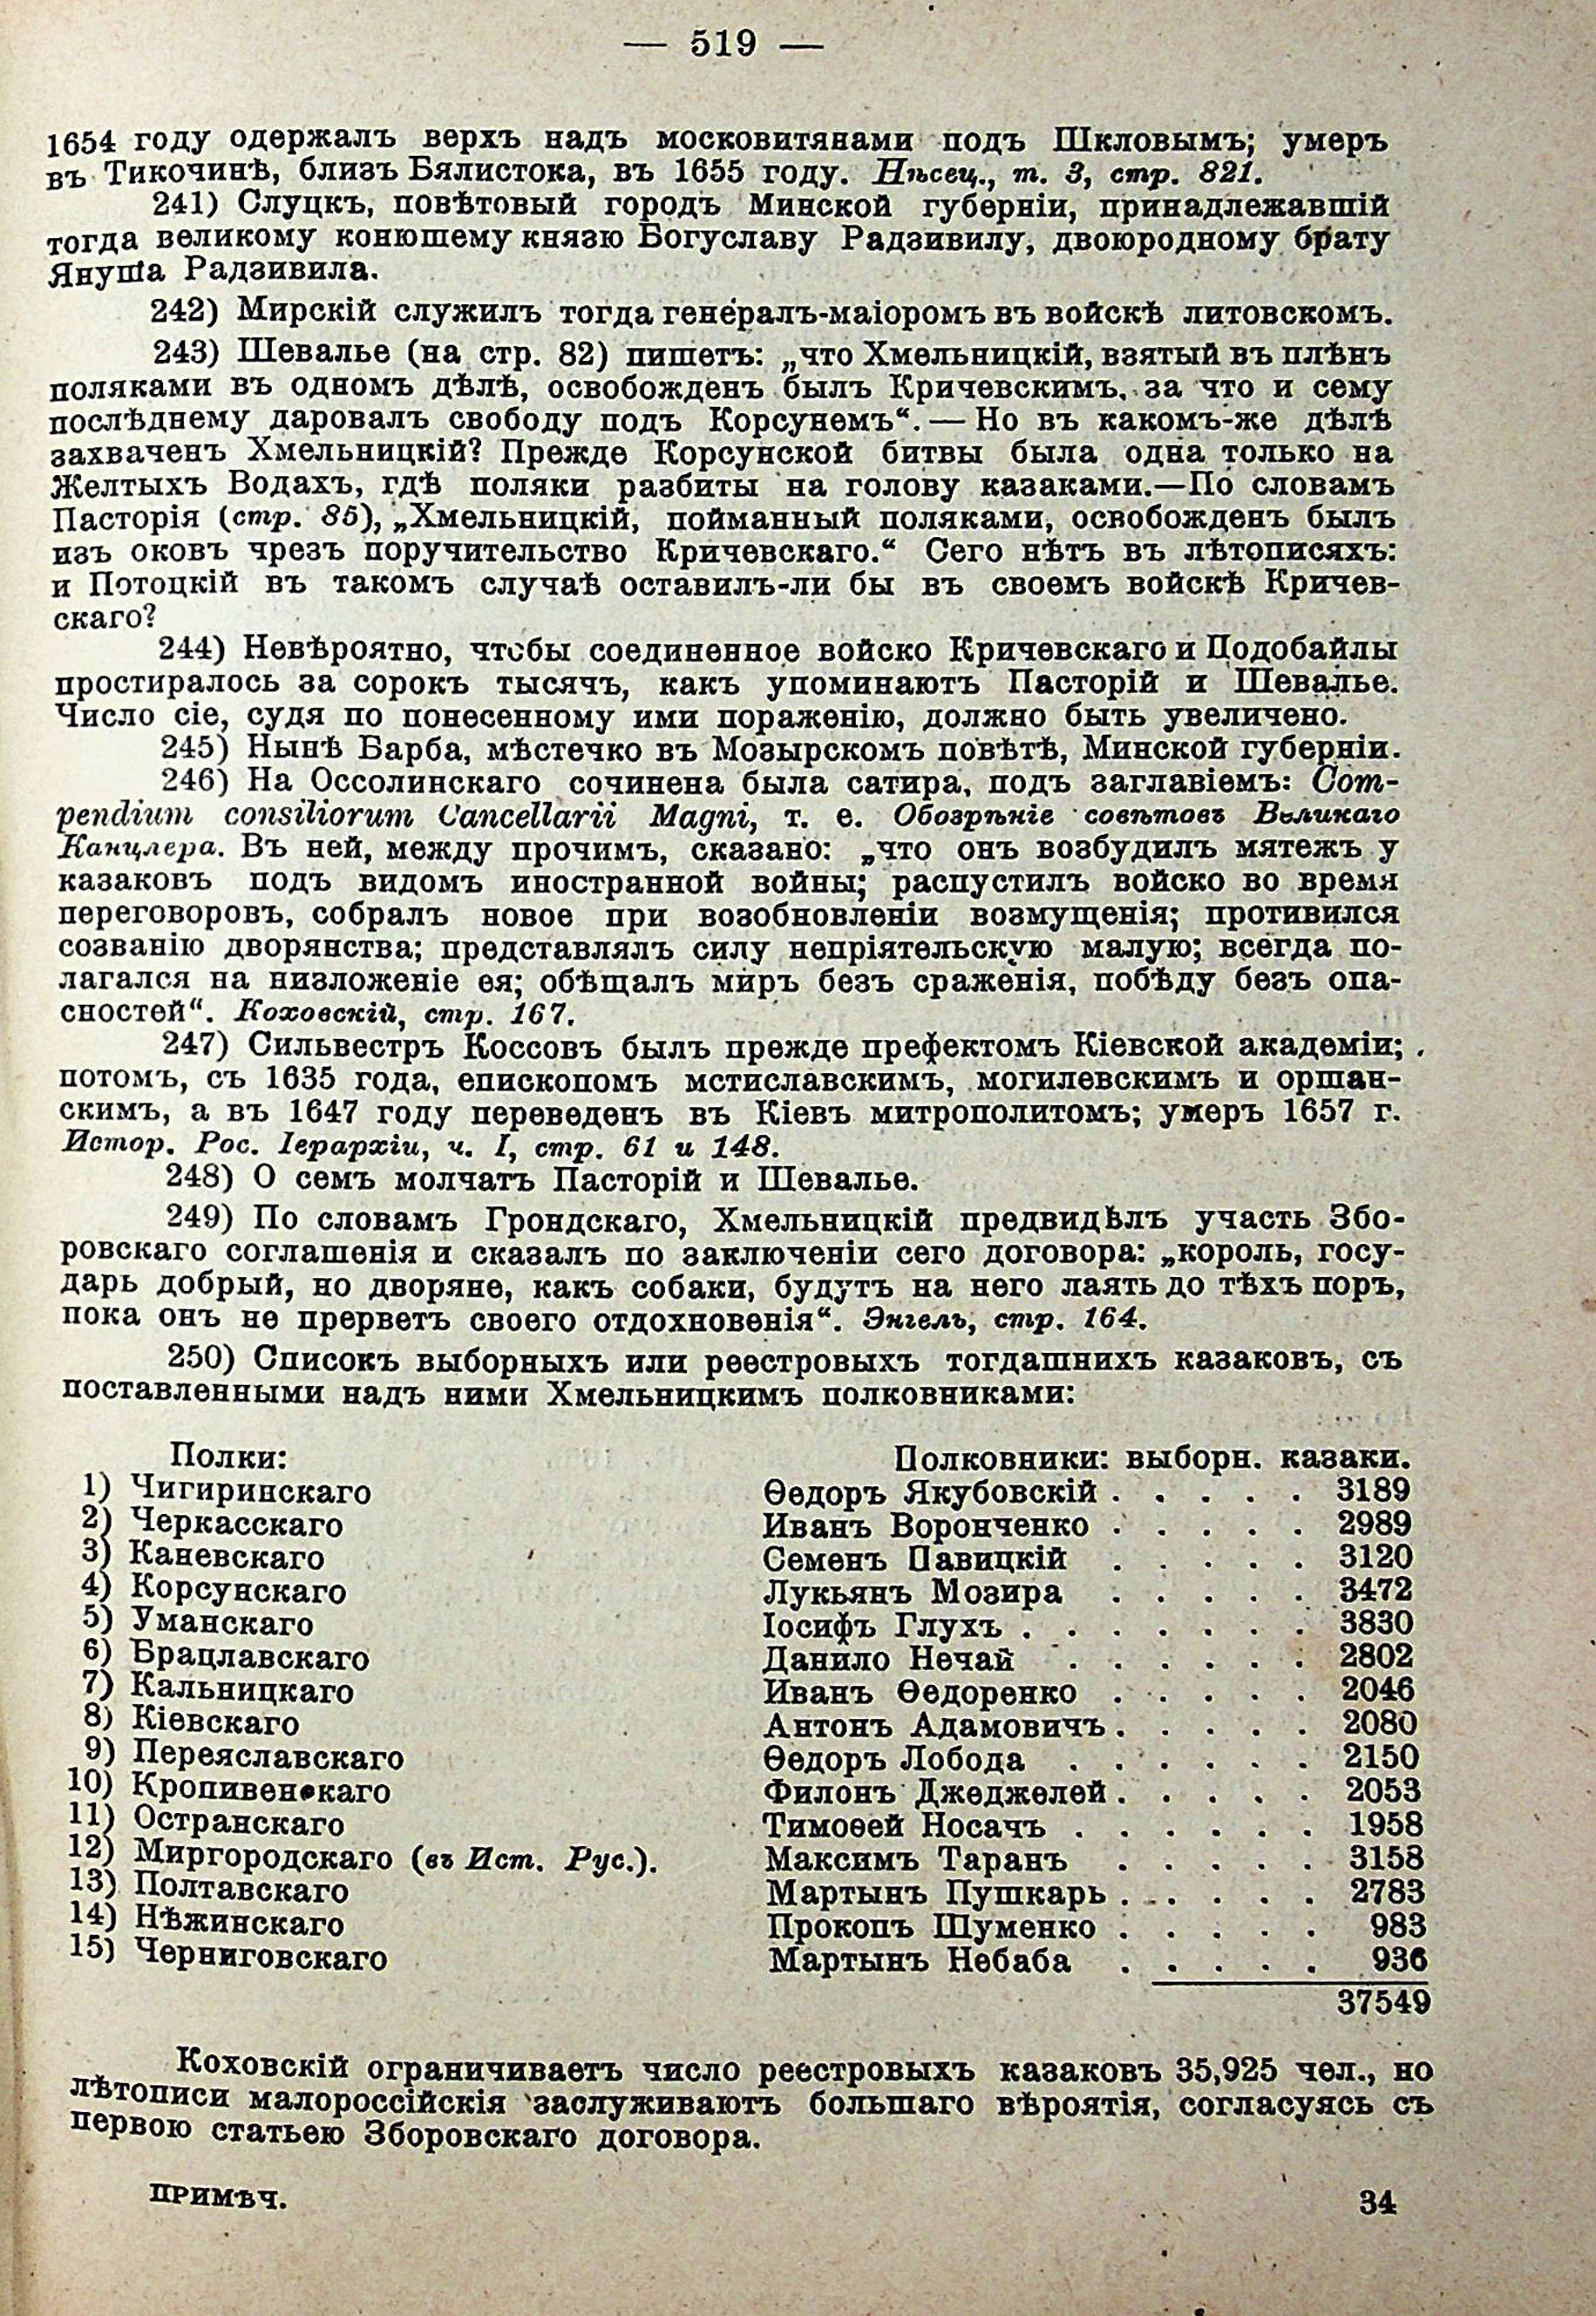 — 519 —
1654 году одержалъ верхъ надъ московитянами подъ Шкловымъ; умеръ
въ Тикочинѣ, близъ Бялистока, въ 1655 году. Нѣсец., т. 3, стр. 821.
241) Слуцкъ, повѣтовый городъ Минской губерніи, принадлежавшій
тогда великому конюшему князю Богуславу Радзивилу, двоюродному брату
Януша Радзивила.
242) Мирскій служилъ тогда генералъ-маіоромъ въ войскѣ литовскомъ.
243) Шевалье (на стр. 82) пишетъ: „что Хмельницкій, взятый въ плѣнъ
поляками въ одномъ дѣлѣ, освобожденъ былъ Кричевскимъ, за что и сему
послѣднему даровалъ свободу подъ Корсунемъ“. — Но въ какомъ-же дѣлѣ
захваченъ Хмельницкій? Прежде Корсунской битвы была одна только на
Желтыхъ Водахъ, гдѣ поляки разбиты на голову казаками.—По словамъ
Пасторія (стр. 85), „Хмельницкій, пойманный поляками, освобожденъ былъ
изъ оковъ чрезъ поручительство Кричевскаго.“ Сего нѣтъ въ лѣтописяхъ:
и Потоцкій въ такомъ случаѣ оставилъ-ли бы въ своемъ войскѣ Кричев-
скаго?
244) Невѣроятно, чтобы соединенное войско Кричевскаго и Подобайлы
простиралось за сорокъ тысячъ, какъ упоминаютъ Пасторій и Шевалье.
Число сіе, судя по понесенному ими пораженію, должно быть увеличено.
245) Нынѣ Барба, мѣстечко въ Мозырскомъ повѣтѣ, Минской губерніи.
246) На Оссолинскаго сочинена была сатира, подъ заглавіемъ: Com-
pendium consiliorum Cancellarii Magni, т. е. Обозрѣніе совѣтовъ Великаго
Канцлера. Въ ней, между прочимъ, сказано: „что онъ возбудилъ мятежъ у
казаковъ подъ видомъ иностранной войны; распустилъ войско во время
переговоровъ, собралъ новое при возобновленіи возмущенія; противился
созванію дворянства; представлялъ силу непріятельскую малую; всегда по-
лагался на низложеніе ея; обѣщалъ миръ безъ сраженія, побѣду безъ опа-
сностей“. Коховскій, стр. 167.
247) Сильвестръ Коссовъ былъ прежде префектомъ Кіевской академіи;
потомъ, съ 1635 года, епископомъ мстиславскимъ, могилевскимъ и оршан-
скимъ, а въ 1647 году переведенъ въ Кіевъ митрополитомъ; умеръ 1657 г.
Истор. Рос. Іерархіи, ч. I, стр. 61 и 148.
248) О семъ молчатъ Пасторій и Шевалье.
249) По словамъ Грондскаго, Хмельницкій предвидѣлъ участь Збо-
ровскаго соглашенія и сказалъ по заключеніи сего договора: „король, госу-
дарь добрый, но дворяне, какъ собаки, будутъ на него лаять до тѣхъ поръ,
пока онъ не прерветъ своего отдохновенія“. Энгель, стр. 164.
250) Списокъ выборныхъ или реестровыхъ тогдашнихъ казаковъ, съ
поставленными надъ ними Хмельницкимъ полковниками:
Полки: Полковники: выборн. казаки.
1) Чигиринскаго Ѳедоръ Якубовскій . . . . . 3189
2) Черкасскаго Иванъ Воронченко . . . . . 2989
3) Каневскаго Семенъ Павицкій . . . . . 3120
4) Корсунскаго Лукьянъ Мозира . . . . . 3472
5) Уманскаго Іосифъ Глухъ . . . . . . . 3830
6) Брацлавскаго Данило Нечай . . . . . . 2802
7) Кальницкаго Иванъ Ѳедоренко . . . . . 2046
8) Кіевскаго Антонъ Адамовичъ . . . . . 2080
9) Переяславскаго Ѳедоръ Лобода . . . . . . 2150
10) Кропивенскаго Филонъ Джеджелей . . . . . 2053
11) Остранскаго Тимоѳей Носачъ . . . . . . 1958
12) Миргородскаго (въ Ист. Рус.). Максимъ Таранъ . . . . . 3158
13) Полтавскаго Мартынъ Пушкарь . . . . . 2783
14) Нѣжинскаго Прокопъ Шуменко . . . . . 983
15) Черниговскаго Мартынъ Небаба . . . . . 936
37549
Коховскій ограничиваетъ число реестровыхъ казаковъ 35,925 чел., но
лѣтописи малороссійскія заслуживаютъ большаго вѣроятія, согласуясь съ
первою статьею Зборовскаго договора.
ПРИМѢЧ. 34